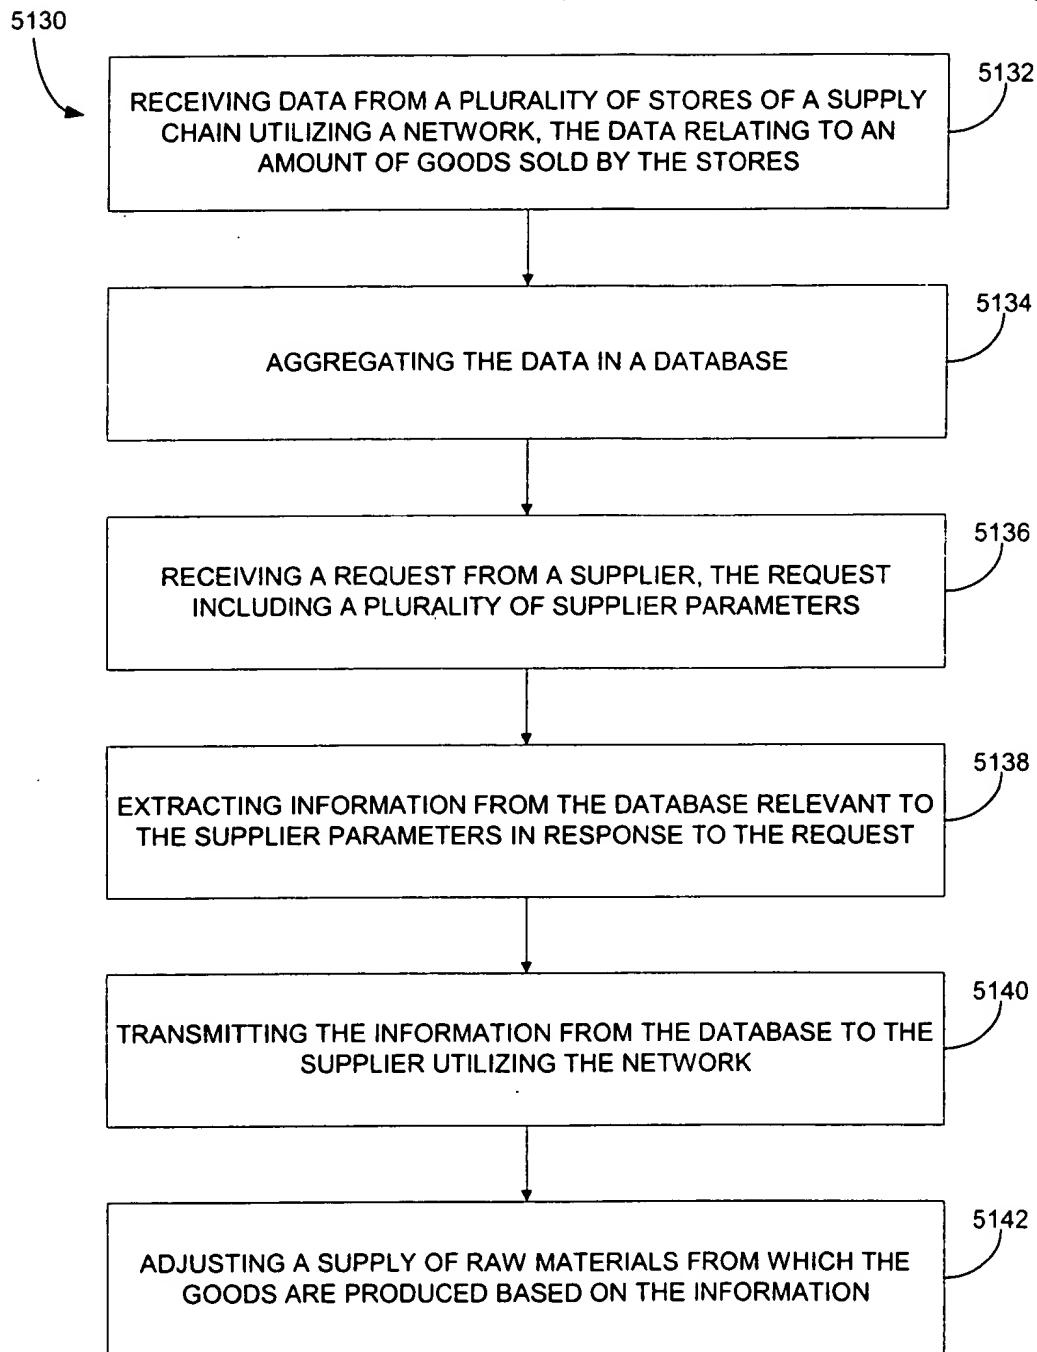 5130
5132
RECEIVING DATA FROM A PLURALITY OF STORES OF A SUPPLY
CHAIN UTILIZING A NETWORK, THE DATA RELATING TO AN
AMOUNT OF GOODS SOLD BY THE STORES
5134
AGGREGATING THE DATA IN A DATABASE
5136
RECEIVING A REQUEST FROM A SUPPLIER, THE REQUEST
INCLUDING A PLURALITY OF SUPPLIER PARAMETERS
5138
EXTRACTING INFORMATION FROM THE DATABASE RELEVANT TO
THE SUPPLIER PARAMETERS IN RESPONSE TO THE REQUEST
5140
TRANSMITTING THE INFORMATION FROM THE DATABASE TO THE
SUPPLIER UTILIZING THE NETWORK
5142
ADJUSTING A SUPPLY OF RAW MATERIALS FROM WHICH THE
GOODS ARE PRODUCED BASED ON THE INFORMATION